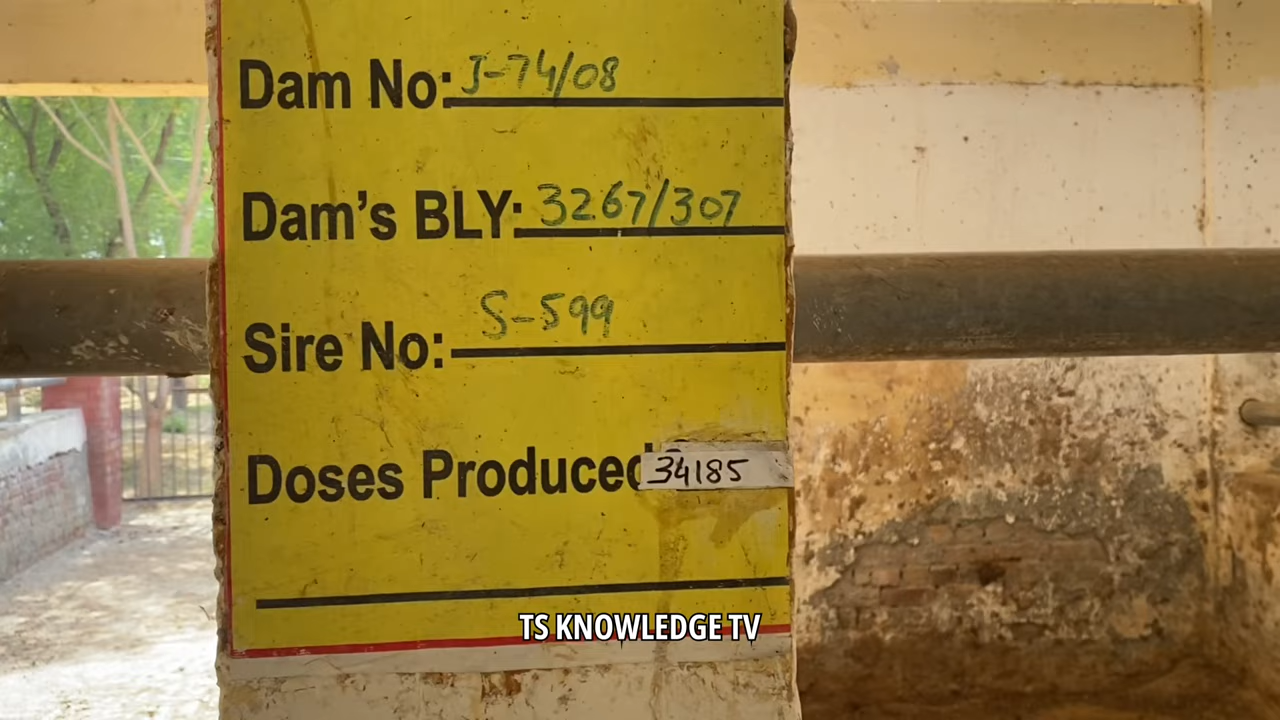 Dam No: J-74/08
Dam's BLY: 3267/307
Sire No: S-599
Doses Produced 34185
TS KNOWLEDGE TV